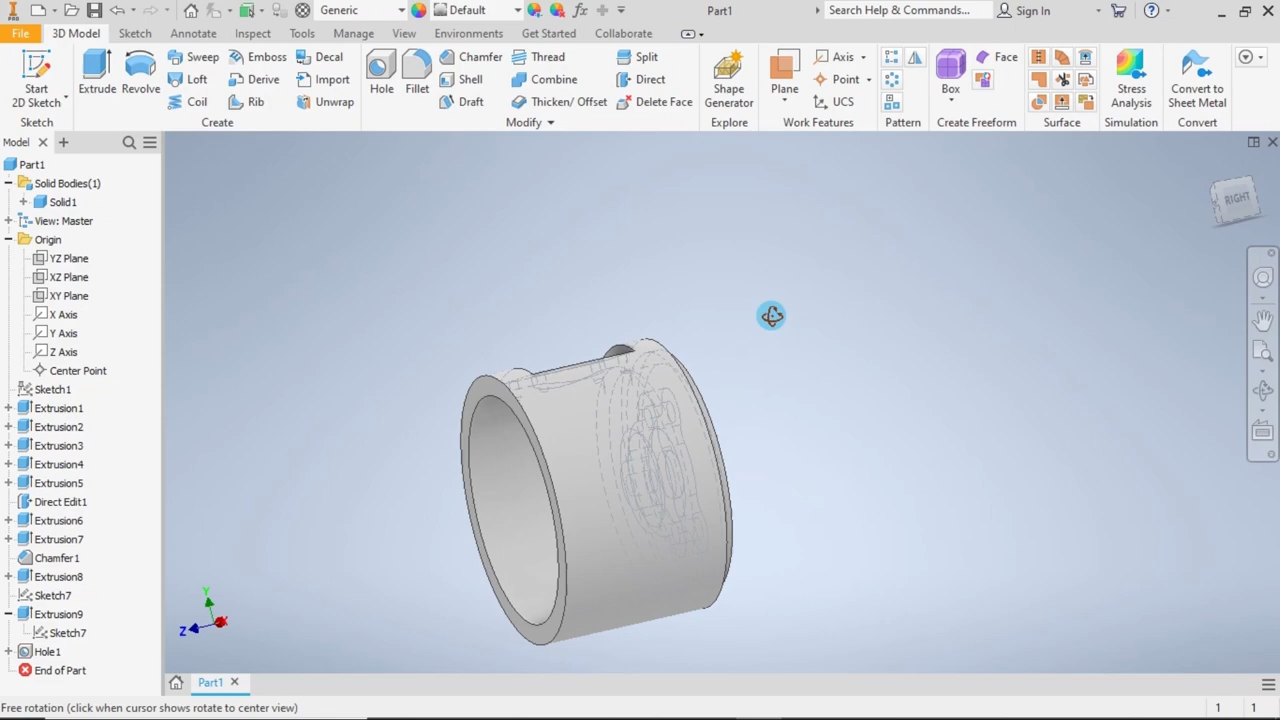 PRO
Generic
Default
fx
Part1
Search Help & Commands...
Sign In
File
3D Model
Sketch
Annotate
Inspect
Tools
Manage
View
Environments
Get Started
Collaborate
Start
2D Sketch
Extrude
Revolve
Sweep
Loft
Coil
Emboss
Derive
Rib
Decal
Import
Unwrap
Hole
Fillet
Chamfer
Shell
Draft
Thread
Combine
Thicken/ Offset
Split
Direct
Delete Face
Shape
Generator
Plane
Axis
Point
UCS
Box
Face
Stress
Analysis
Convert to
Sheet Metal
Sketch
Create
Modify
Explore
Work Features
Pattern
Create Freeform
Surface
Simulation
Convert
Model
Part1
Solid Bodies(1)
Solid1
View: Master
Origin
YZ Plane
XZ Plane
XY Plane
X Axis
Y Axis
Z Axis
Center Point
Sketch1
Extrusion1
Extrusion2
Extrusion3
Extrusion4
Extrusion5
Direct Edit1
Extrusion6
Extrusion7
Chamfer1
Extrusion8
Sketch7
Extrusion9
Sketch7
Hole1
End of Part
RIGHT
Y
Z
X
Part1
Free rotation (click when cursor shows rotate to center view)
1
1